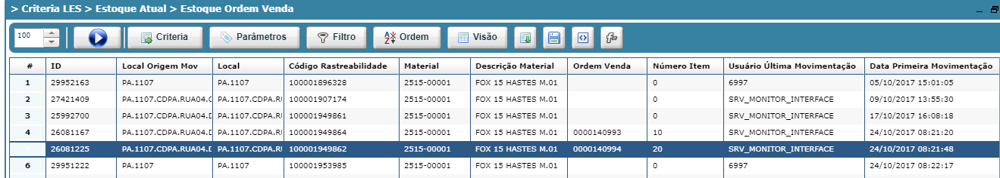 > Criteria LES > Estoque Atual > Estoque Ordem Venda
100 Criteria Parâmetros Filtro Ordem Visão
# ID Local Origem Mov Local Código Rastreabilidade Material Descrição Material Ordem Venda Número Item Usuário Última Movimentação Data Primeira Movimentação
1 29952163 PA.1107 PA.1107 100001896328 2515-00001 FOX 15 HASTES M.01 0 6997 05/10/2017 15:01:05
2 27421409 PA.1107.CDPA.RUA04.C PA.1107.CDPA.RU 100001907174 2515-00001 FOX 15 HASTES M.01 0 SRV_MONITOR_INTERFACE 09/10/2017 13:55:30
3 25992700 PA.1107.CDPA.RUA04.D PA.1107.CDPA.RU 100001949861 2515-00001 FOX 15 HASTES M.01 0 SRV_MONITOR_INTERFACE 17/10/2017 16:08:18
4 26081167 PA.1107.CDPA.RUA04.D PA.1107.CDPA.RU 100001949864 2515-00001 FOX 15 HASTES M.01 0000140993 10 SRV_MONITOR_INTERFACE 24/10/2017 08:21:20
5 26081225 PA.1107.CDPA.RUA04.D PA.1107.CDPA.RU 100001949862 2515-00001 FOX 15 HASTES M.01 0000140994 20 SRV_MONITOR_INTERFACE 24/10/2017 08:21:48
6 29951222 PA.1107 PA.1107 100001953985 2515-00001 FOX 15 HASTES M.01 0 6997 24/10/2017 08:22:17